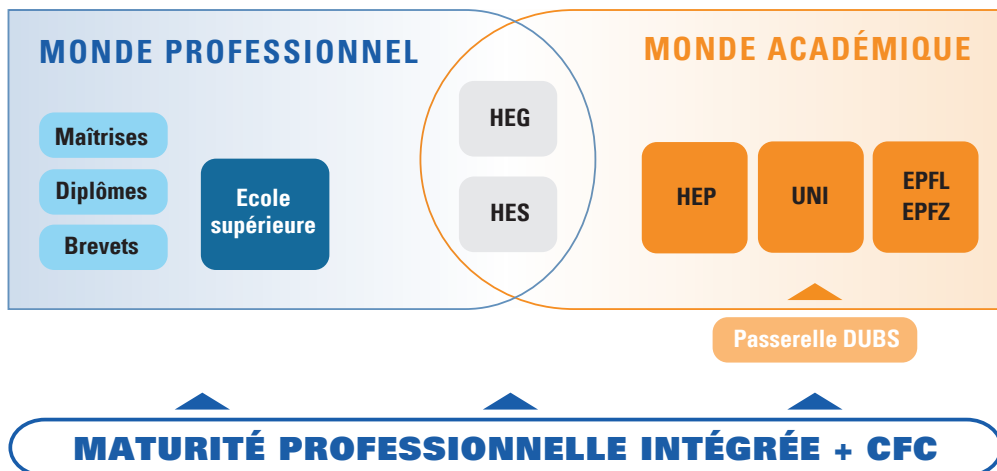 MONDE PROFESSIONNEL
Maîtrises
Diplômes
Brevets
Ecole
supérieure
HEG
HES
MONDE ACADÉMIQUE
HEP
UNI
EPFL
EPFZ
Passerelle DUBS
MATURITÉ PROFESSIONNELLE INTÉGRÉE + CFC